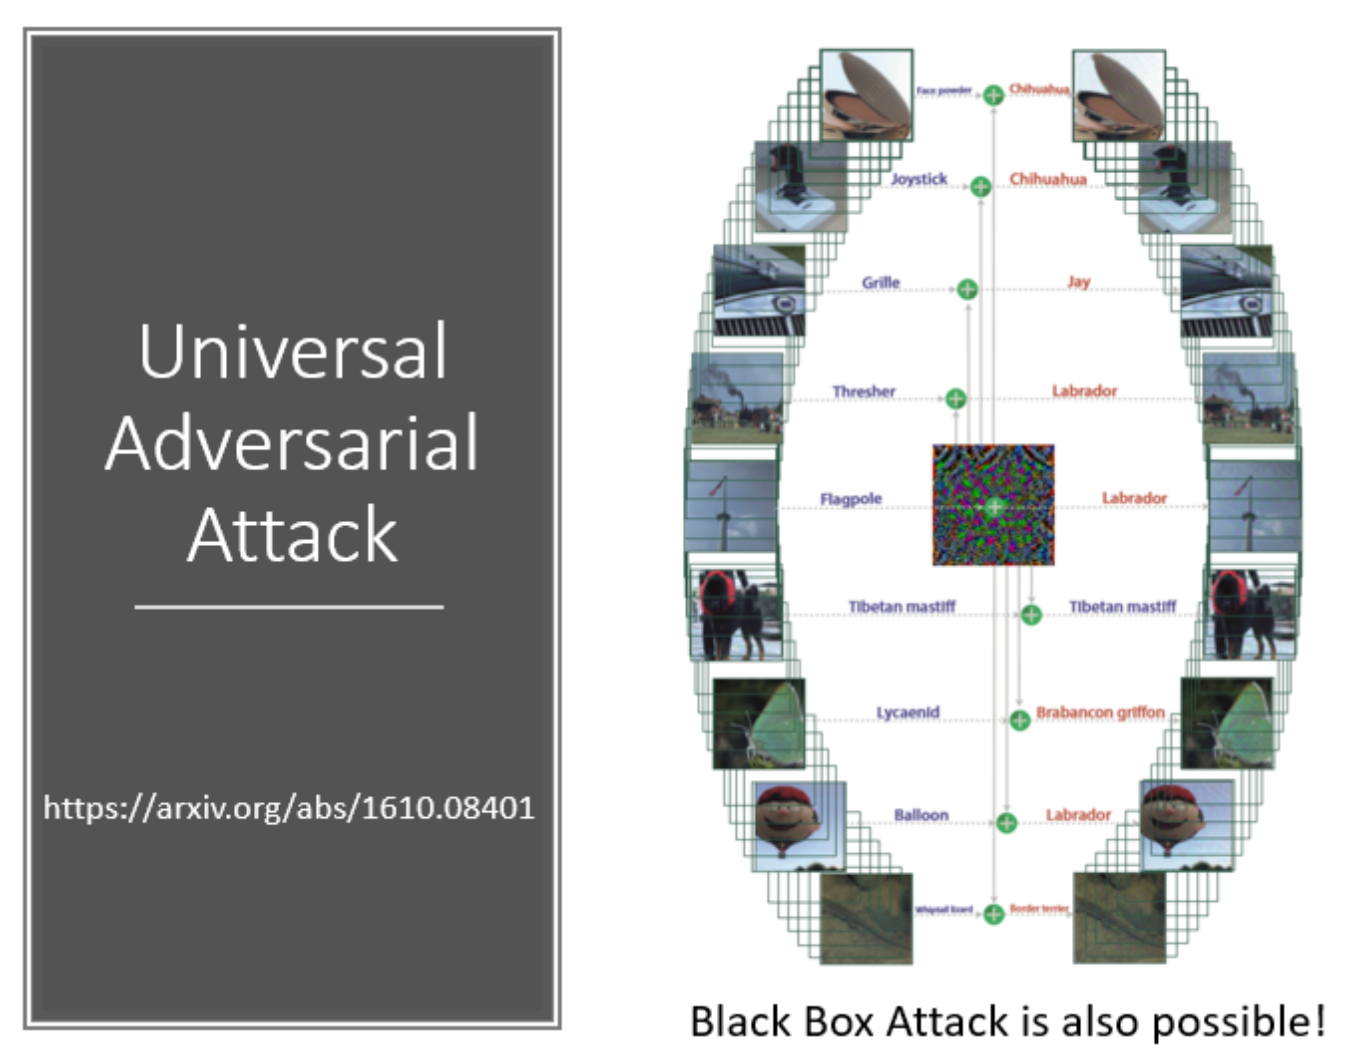 Universal
Adversarial
Attack
https://arxiv.org/abs/1610.08401
Face powder Chihuahua
Joystick Chihuahua
Grille Jay
Thresher Labrador
Flagpole Labrador
Tibetan mastiff Tibetan mastiff
Lycaenid Brabancon griffon
Balloon Labrador
Whiptail lizard Border terrier
Black Box Attack is also possible!